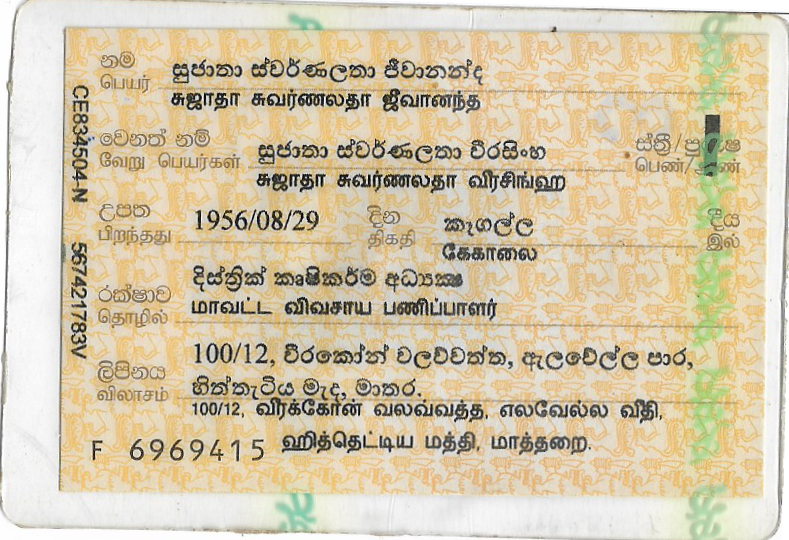 නම සුජාතා ස්වර්ණලතා ජීවානන්ද
பெயர் சுஜாதா சுவர்ணலதா ஜீவானந்த
වෙනත් නම් සුජාතා ස්වර්ණලතා වීරසිංහ ස්ත්‍රී/පුරුෂ
வேறு பெயர்கள் சுஜாதா சுவர்ணலதா வீரசிங்ஹ பெண்/ஆண்
උපත 1956/08/29 දින කෑගල්ල දීය
பிறந்தது திகதி கேகாலை இல்
රක්ෂාව දිස්ත්‍රික් කෘෂිකර්ම අධ්‍යක්ෂ
தொழில் மாவட்ட விவசாய பணிப்பாளர்
ලිපිනය 100/12, වීරකෝන් වලව්වත්ත, ඇලවේල්ල පාර,
විலාசம் හිත්තැටිය මැද, මාතර.
100/12, வீரக்கோன் வலவ்வத்த, எலவேல்ல வீதி,
ஹித்தெட்டிய மத்தி, மாத்தறை.
F 6969415
CE834504-N 567421783V